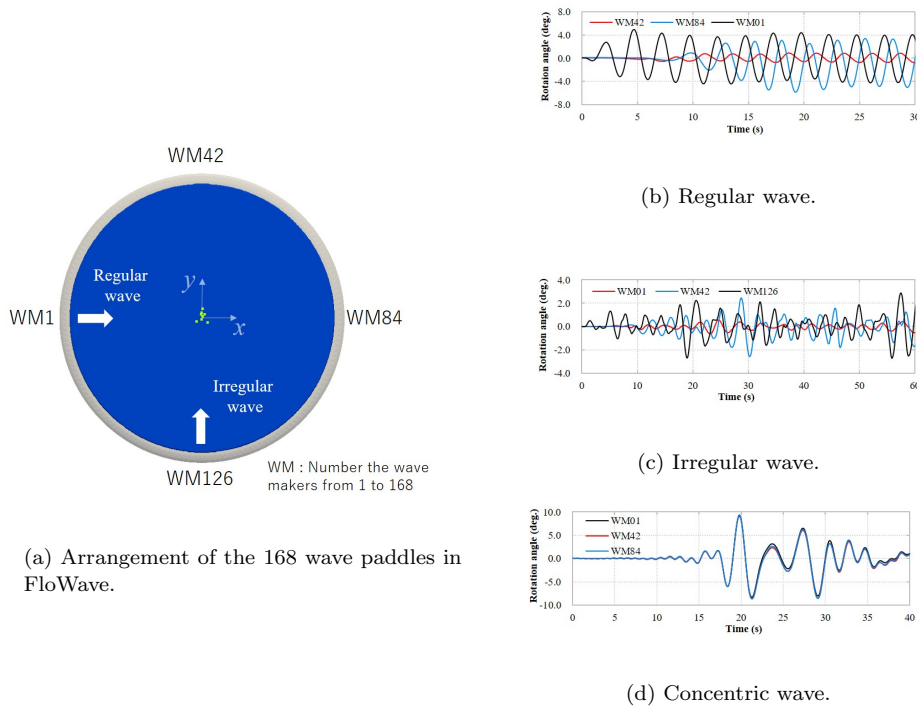 WM42
Regular
wave
y
x
WM1
WM84
Irregular
wave
WM126
WM : Number the wave
makers from 1 to 168
(a) Arrangement of the 168 wave paddles in
FloWave.
WM42 WM84 WM01
Rotaion angle (deg.)
8.0
4.0
0.0
-4.0
-8.0
0 5 10 15 20 25 30
Time (s)
(b) Regular wave.
WM01 WM42 WM126
Rotation angle (deg.)
4.0
2.0
0.0
-2.0
-4.0
0 10 20 30 40 50 60
Time (s)
(c) Irregular wave.
WM01
WM42
WM84
Rotation angle (deg.)
10.0
5.0
0.0
-5.0
-10.0
0 5 10 15 20 25 30 35 40
Time (s)
(d) Concentric wave.